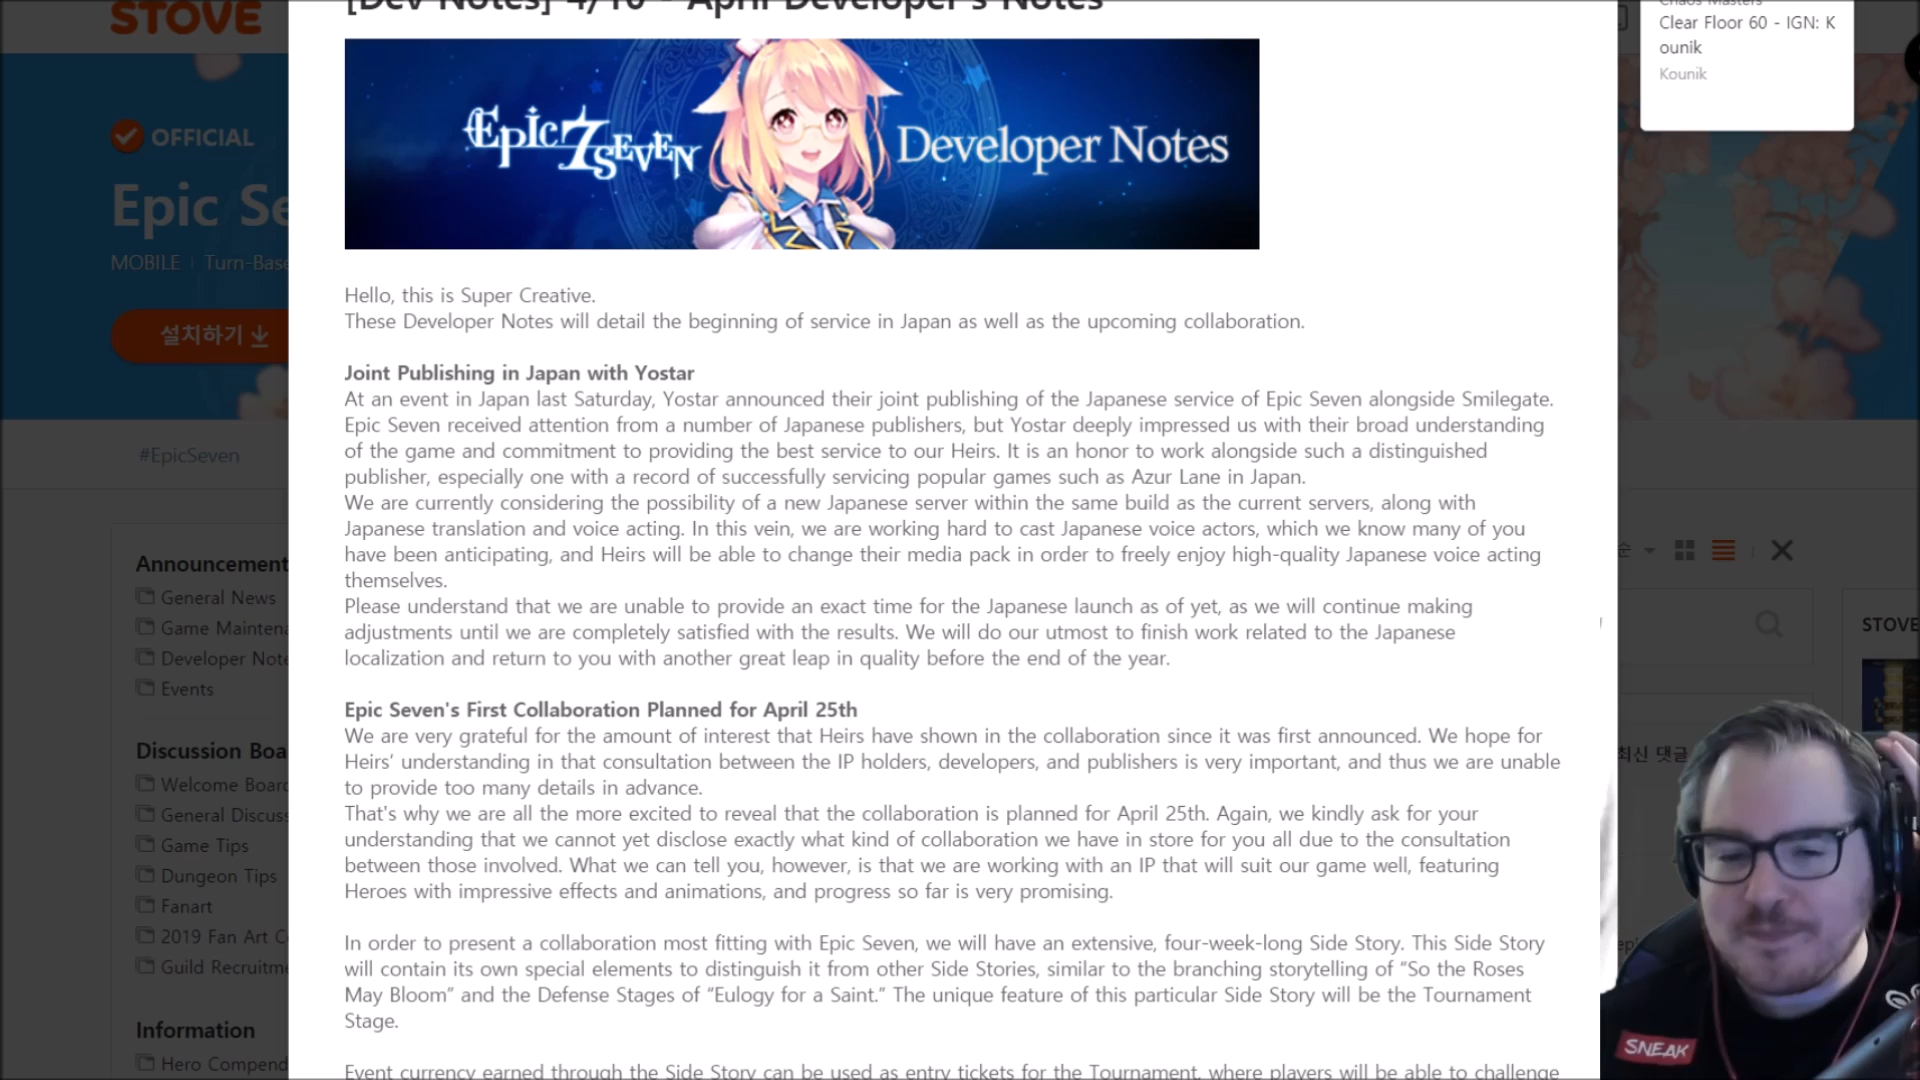 STOVE
OFFICIAL
Epic Se
MOBILE | Turn-Base
설치하기
#EpicSeven
Announcement
General News
Game Maintena
Developer Note
Events
Discussion Boa
Welcome Board
General Discuss
Game Tips
Dungeon Tips
Fanart
2019 Fan Art C
Guild Recruitme
Information
Hero Compend
[Dev Notes] 4/10 - April Developer's Notes
Epic Seven
Developer Notes
Hello, this is Super Creative.
These Developer Notes will detail the beginning of service in Japan as well as the upcoming collaboration.
Joint Publishing in Japan with Yostar
At an event in Japan last Saturday, Yostar announced their joint publishing of the Japanese service of Epic Seven alongside Smilegate.
Epic Seven received attention from a number of Japanese publishers, but Yostar deeply impressed us with their broad understanding
of the game and commitment to providing the best service to our Heirs. It is an honor to work alongside such a distinguished
publisher, especially one with a record of successfully servicing popular games such as Azur Lane in Japan.
We are currently considering the possibility of a new Japanese server within the same build as the current servers, along with
Japanese translation and voice acting. In this vein, we are working hard to cast Japanese voice actors, which we know many of you
have been anticipating, and Heirs will be able to change their media pack in order to freely enjoy high-quality Japanese voice acting
themselves.
Please understand that we are unable to provide an exact time for the Japanese launch as of yet, as we will continue making
adjustments until we are completely satisfied with the results. We will do our utmost to finish work related to the Japanese
localization and return to you with another great leap in quality before the end of the year.
Epic Seven's First Collaboration Planned for April 25th
We are very grateful for the amount of interest that Heirs have shown in the collaboration since it was first announced. We hope for
Heirs' understanding in that consultation between the IP holders, developers, and publishers is very important, and thus we are unable
to provide too many details in advance.
That's why we are all the more excited to reveal that the collaboration is planned for April 25th. Again, we kindly ask for your
understanding that we cannot yet disclose exactly what kind of collaboration we have in store for you all due to the consultation
between those involved. What we can tell you, however, is that we are working with an IP that will suit our game well, featuring
Heroes with impressive effects and animations, and progress so far is very promising.
In order to present a collaboration most fitting with Epic Seven, we will have an extensive, four-week-long Side Story. This Side Story
will contain its own special elements to distinguish it from other Side Stories, similar to the branching storytelling of “So the Roses
May Bloom” and the Defense Stages of “Eulogy for a Saint.” The unique feature of this particular Side Story will be the Tournament
Stage.
Event currency earned through the Side Story can be used as entry tickets for the Tournament, where players will be able to challenge
Chaos Masters
Clear Floor 60 - IGN: K
ounik
Kounik
순
STOVE
최신 댓글
SNEAK